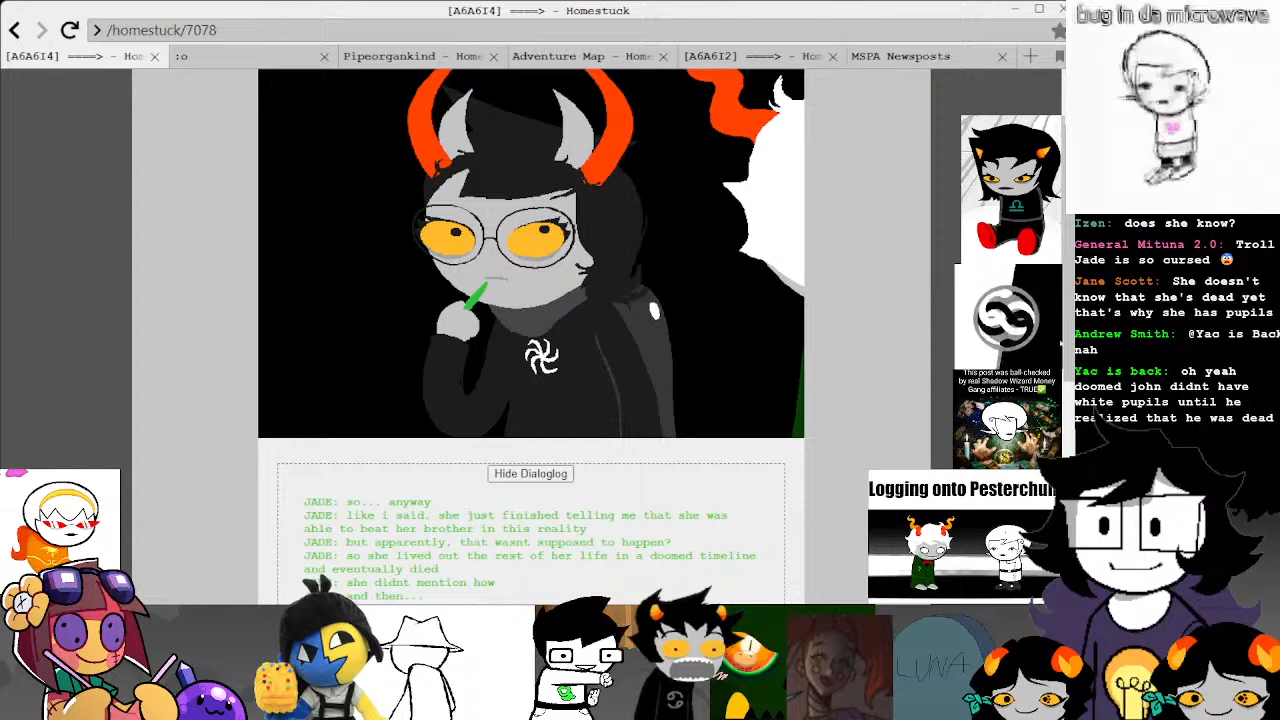 [A6A6I4] ====> - Homestuck
/homestuck/7078
[A6A6I4] ====> - Hom
:o
Pipeorgankind - Home
Adventure Map - Home
[A6A6I2] ====> - Hom
MSPA Newsposts
bug in da microwave
Izen: does she know?
General Mituna 2.0: Troll
Jade is so cursed 😨
Jane Scott: She doesn't
know that she's dead yet
that's why she has pupils
Andrew Smith: @Yac is Back
nah
Yac is back: oh yeah
doomed john didnt have
white pupils until he
realized that he was dead
This post was ball-checked
by real Shadow Wizard Money
Gang affiliates - TRUE✅
Logging onto Pesterchum
Hide Dialoglog
JADE: so... anyway
JADE: like i said, she just finished telling me that she was
able to beat her brother in this reality
JADE: but apparently, that wasnt supposed to happen?
JADE: so she lived out the rest of her life in a doomed timeline
and eventually died
: she didnt mention how
and then...
LUNA